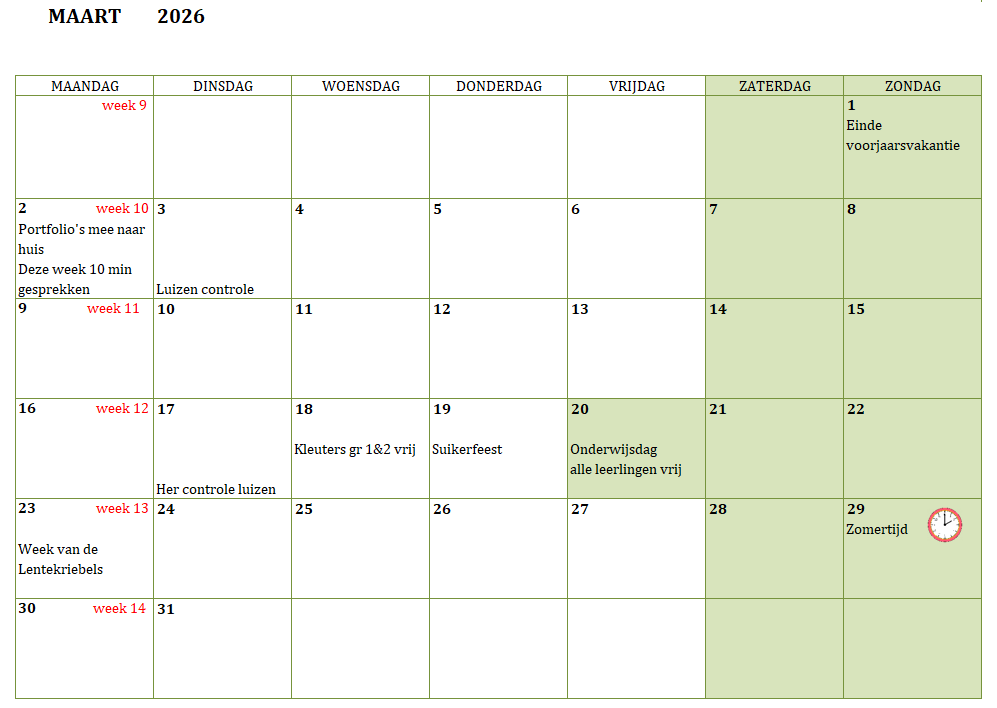 MAART 2026
MAANDAG DINSDAG WOENSDAG DONDERDAG VRIJDAG ZATERDAG ZONDAG
week 9
1
Einde
voorjaarsvakantie
2 week 10
Portfolio's mee naar
huis
Deze week 10 min
gesprekken
3
Luizen controle
4
5
6
7
8
9 week 11
10
11
12
13
14
15
16 week 12
17
Her controle luizen
18
Kleuters gr 1&2 vrij
19
Suikerfeest
20
Onderwijsdag
alle leerlingen vrij
21
22
23 week 13
Week van de
Lentekriebels
24
25
26
27
28
29
Zomertijd
30 week 14
31